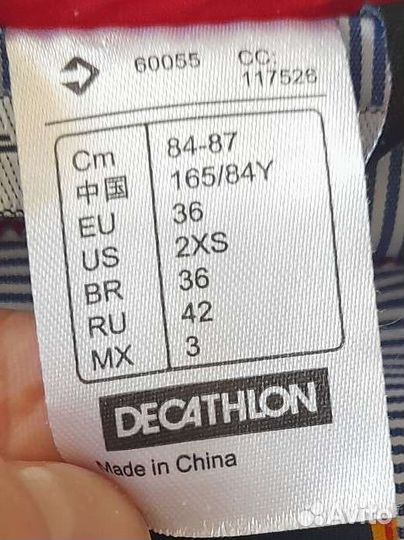 60055 CC:
117526
Cm 84-87
中国 165/84Y
EU 36
US 2XS
BR 36
RU 42
MX 3
DECATHLON
Made in China
Avito